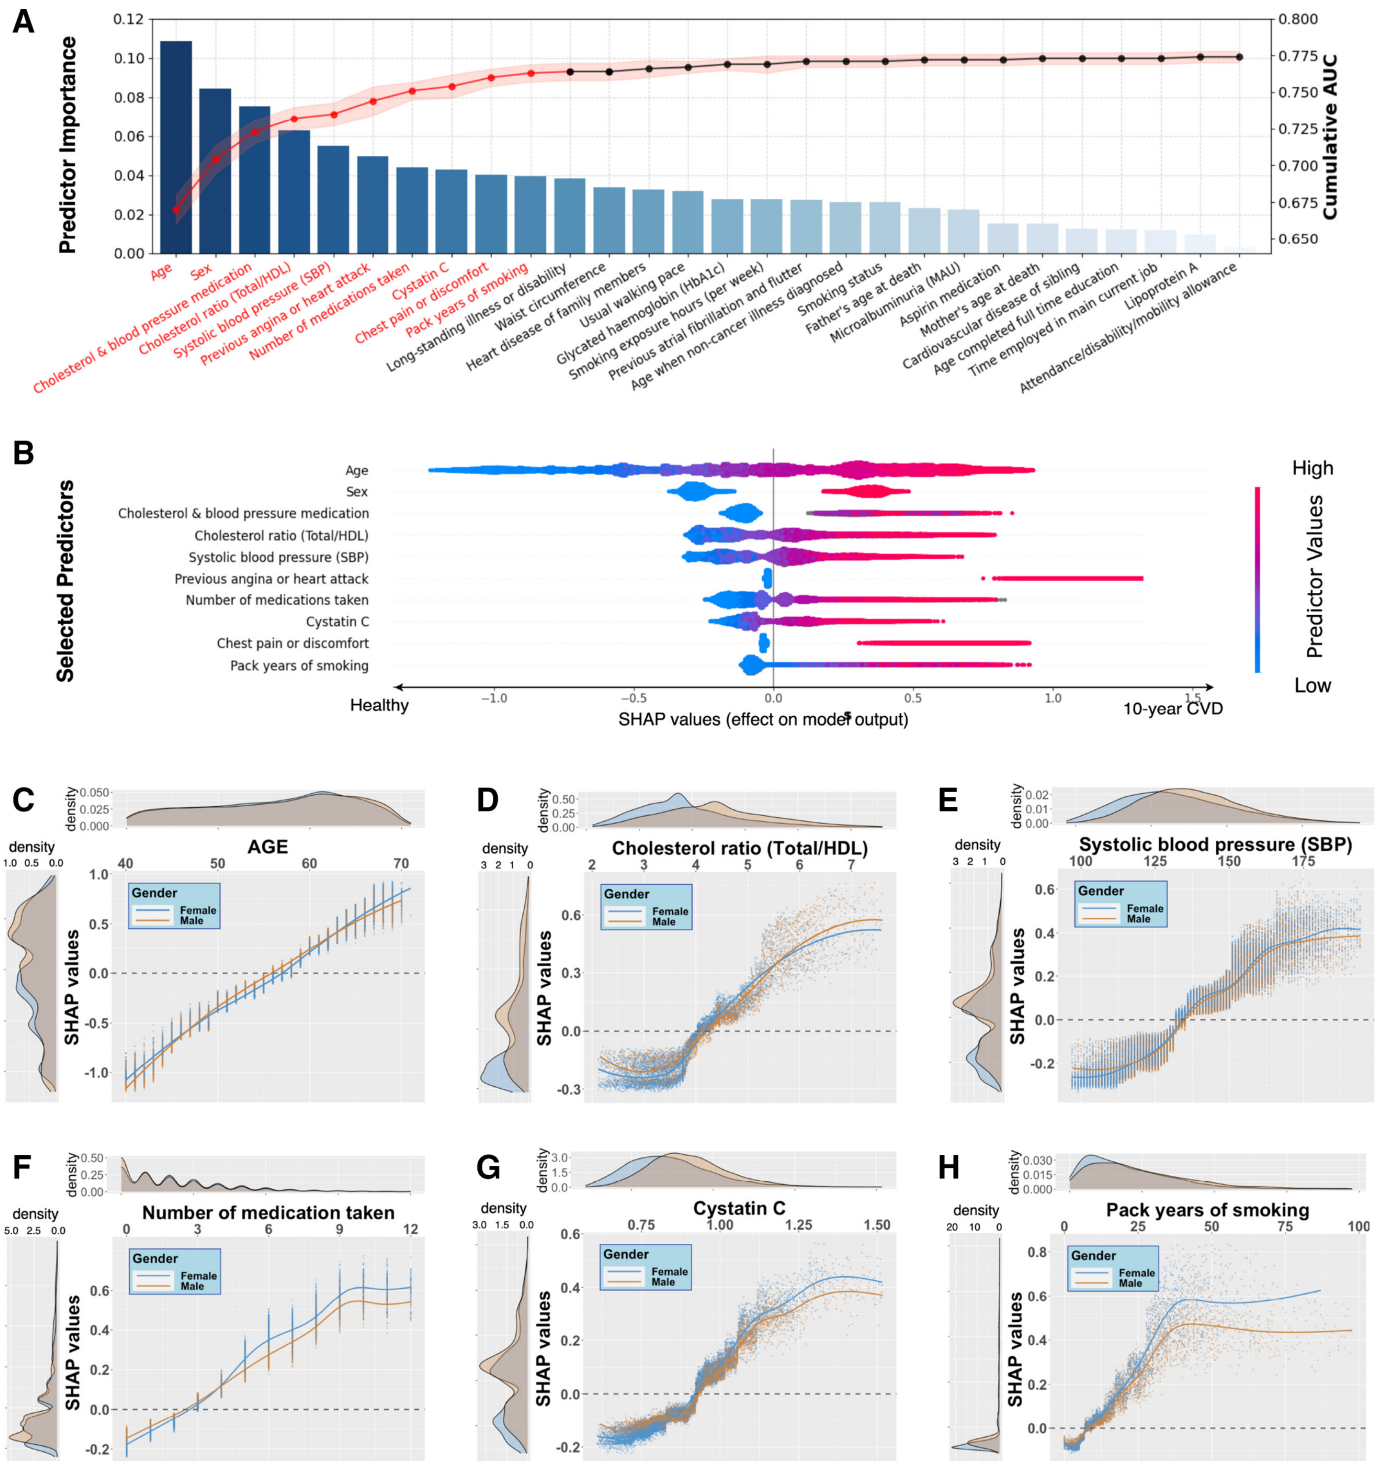 A
Predictor Importance
0.12
0.10
0.08
0.06
0.04
0.02
0.00
0.800
0.775
0.750
0.725
0.700
0.675
0.650
Cumulative AUC
Age
Sex
Cholesterol & blood pressure medication
Cholesterol ratio (Total/HDL)
Systolic blood pressure (SBP)
Previous angina or heart attack
Number of medications taken
Cystatin C
Chest pain or discomfort
Pack years of smoking
Long-standing illness or disability
Waist circumference
Heart disease of family members
Usual walking pace
Glycated haemoglobin (HbA1c)
Smoking exposure hours (per week)
Previous atrial fibrillation and flutter
Age when non-cancer illness diagnosed
Smoking status
Father's age at death
Microalbuminuria (MAU)
Aspirin medication
Mother's age at death
Cardiovascular disease of sibling
Age completed full time education
Time employed in main current job
Lipoprotein A
Attendance/disability/mobility allowance
B
Selected Predictors
Age
Sex
Cholesterol & blood pressure medication
Cholesterol ratio (Total/HDL)
Systolic blood pressure (SBP)
Previous angina or heart attack
Number of medications taken
Cystatin C
Chest pain or discomfort
Pack years of smoking
−1.0 −0.5 0.0 0.5 1.0 1.5
Healthy
SHAP values (effect on model output)
s
10-year CVD
High
Predictor Values
Low
C
density
0.050
0.025
0.000
density
1.0 0.5 0.0
AGE
40 50 60 70
SHAP values
1.0
0.5
0.0
-0.5
-1.0
Gender
Female
Male
D
density
0.50
0.25
0.00
density
3 2 1 0
Cholesterol ratio (Total/HDL)
2 3 4 5 6 7
SHAP values
0.6
0.3
0.0
-0.3
Gender
Female
Male
E
density
0.02
0.01
0.00
density
3 2 1 0
Systolic blood pressure (SBP)
100 125 150 175
SHAP values
0.6
0.4
0.2
0.0
-0.2
Gender
Female
Male
F
density
0.50
0.25
0.00
density
5.0 2.5 0.0
Number of medication taken
0 3 6 9 12
SHAP values
0.6
0.4
0.2
0.0
-0.2
Gender
Female
Male
G
density
3.0
1.5
0.0
density
3.0 1.5 0.0
Cystatin C
0.75 1.00 1.25 1.50
SHAP values
0.6
0.4
0.2
0.0
-0.2
Gender
Female
Male
H
density
0.030
0.015
0.000
density
20 10 0
Pack years of smoking
0 25 50 75 100
SHAP values
0.8
0.6
0.4
0.2
0.0
Gender
Female
Male